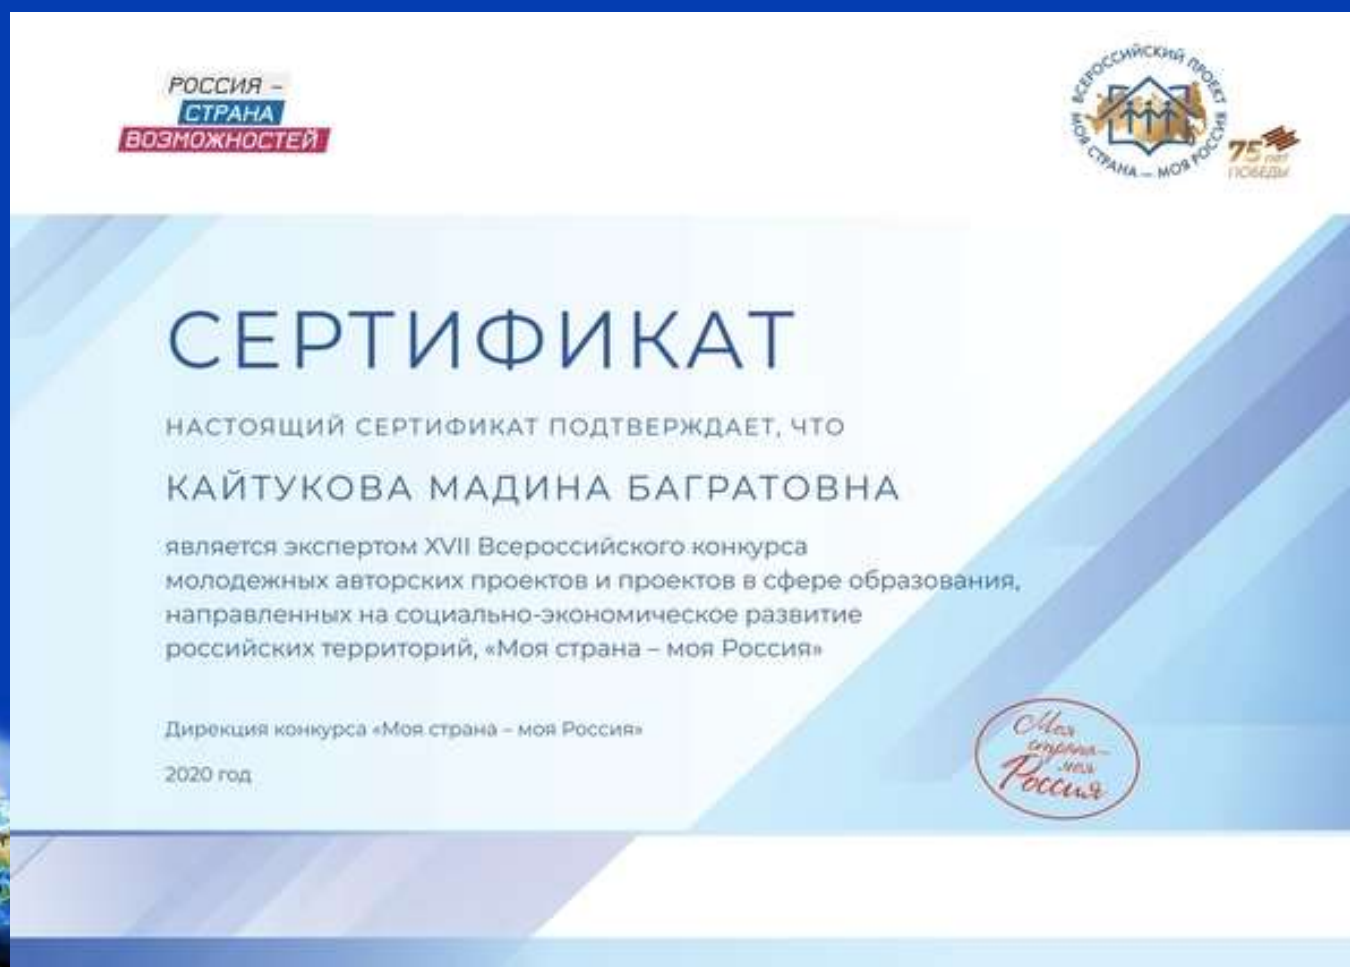 РОССИЯ –
СТРАНА
ВОЗМОЖНОСТЕЙ
ВСЕРОССИЙСКИЙ ПРОЕКТ
МОЯ СТРАНА – МОЯ РОССИЯ
75 лет
ПОБЕДЫ
СЕРТИФИКАТ
НАСТОЯЩИЙ СЕРТИФИКАТ ПОДТВЕРЖДАЕТ, ЧТО
КАЙТУКОВА МАДИНА БАГРАТОВНА
является экспертом XVII Всероссийского конкурса
молодежных авторских проектов и проектов в сфере образования,
направленных на социально-экономическое развитие
российских территорий, «Моя страна – моя Россия»
Дирекция конкурса «Моя страна – моя Россия»
2020 год
Моя
страна–
моя
Россия